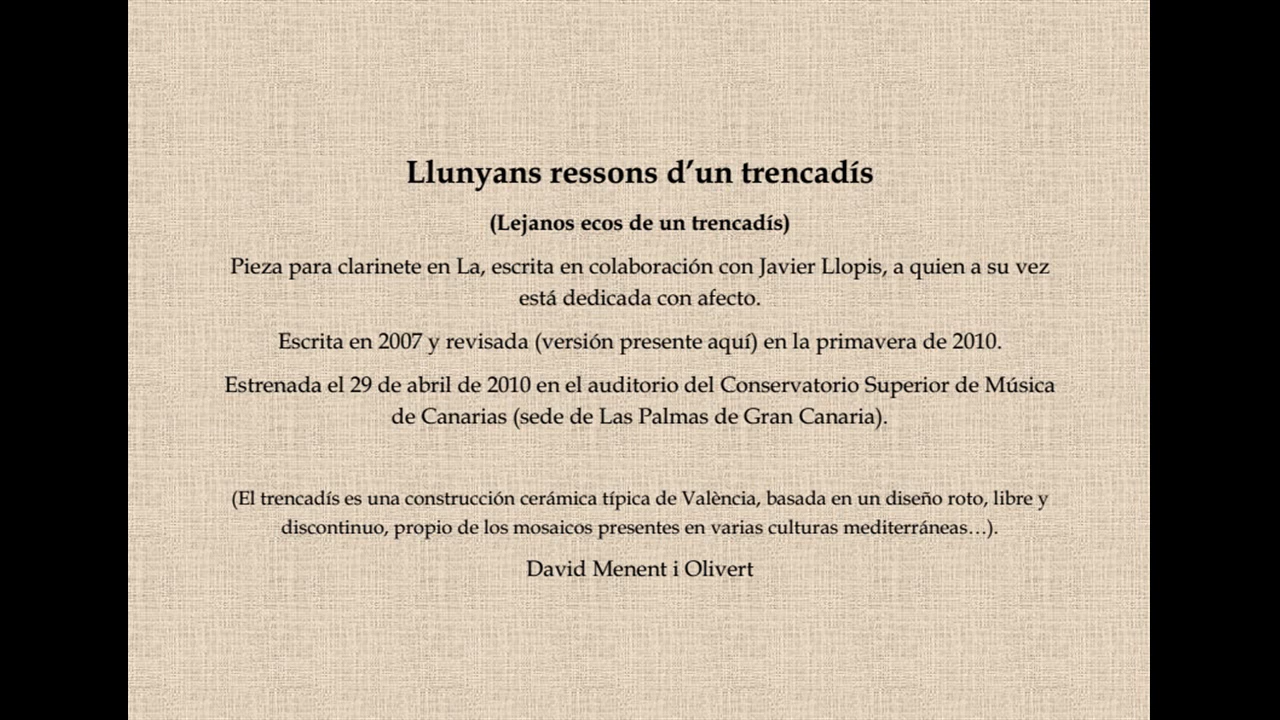 Llunyans ressons d’un trencadís
(Lejanos ecos de un trencadís)
Pieza para clarinete en La, escrita en colaboración con Javier Llopis, a quien a su vez
está dedicada con afecto.
Escrita en 2007 y revisada (versión presente aquí) en la primavera de 2010.
Estrenada el 29 de abril de 2010 en el auditorio del Conservatorio Superior de Música
de Canarias (sede de Las Palmas de Gran Canaria).
(El trencadís es una construcción cerámica típica de València, basada en un diseño roto, libre y
discontinuo, propio de los mosaicos presentes en varias culturas mediterráneas…).
David Menent i Olivert